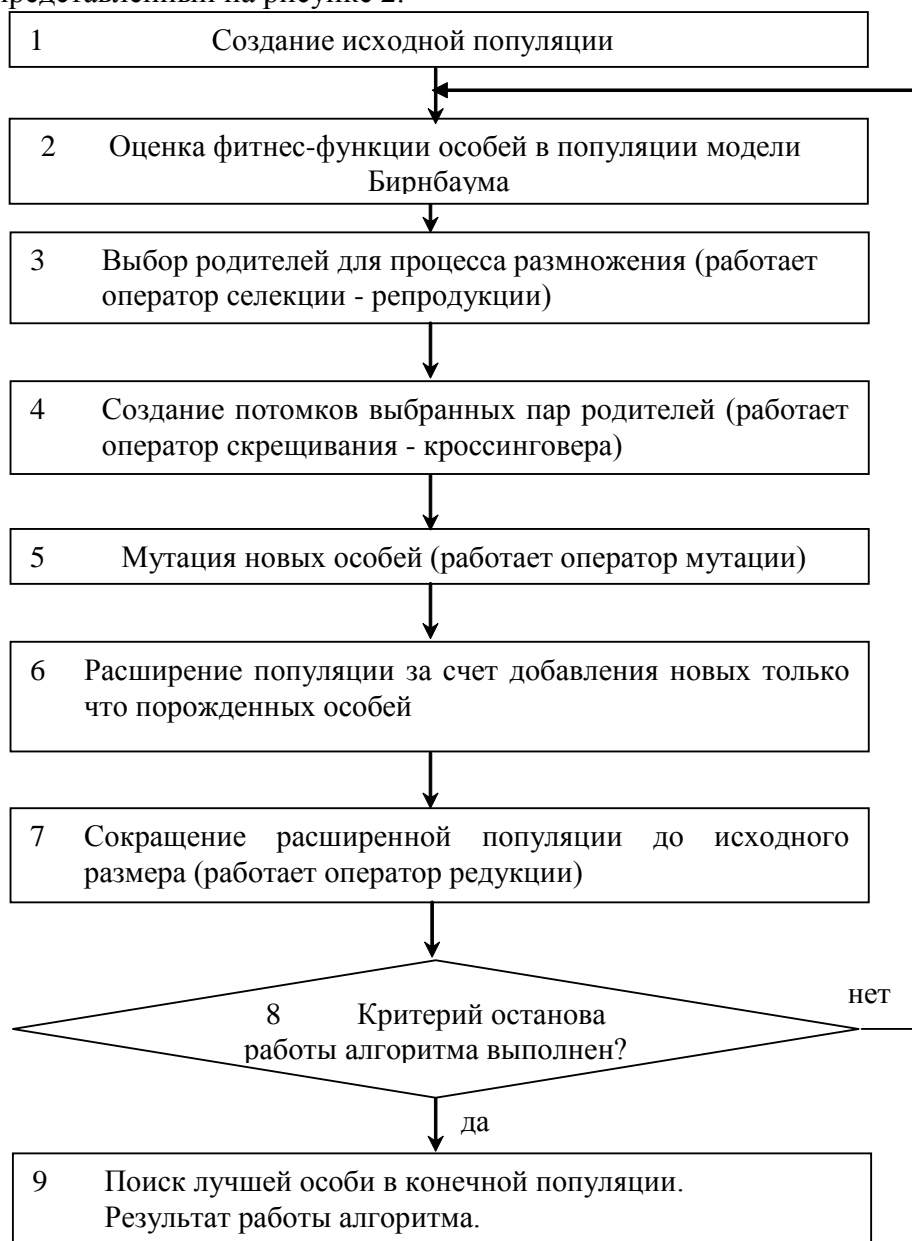 представленный на рисунке 2.
1 Создание исходной популяции
2 Оценка фитнес-функции особей в популяции модели
Бирнбаума
3 Выбор родителей для процесса размножения (работает
оператор селекции - репродукции)
4 Создание потомков выбранных пар родителей (работает
оператор скрещивания - кроссинговера)
5 Мутация новых особей (работает оператор мутации)
6 Расширение популяции за счет добавления новых только
что порожденных особей
7 Сокращение расширенной популяции до исходного
размера (работает оператор редукции)
нет
8 Критерий останова
работы алгоритма выполнен?
да
9 Поиск лучшей особи в конечной популяции.
Результат работы алгоритма.